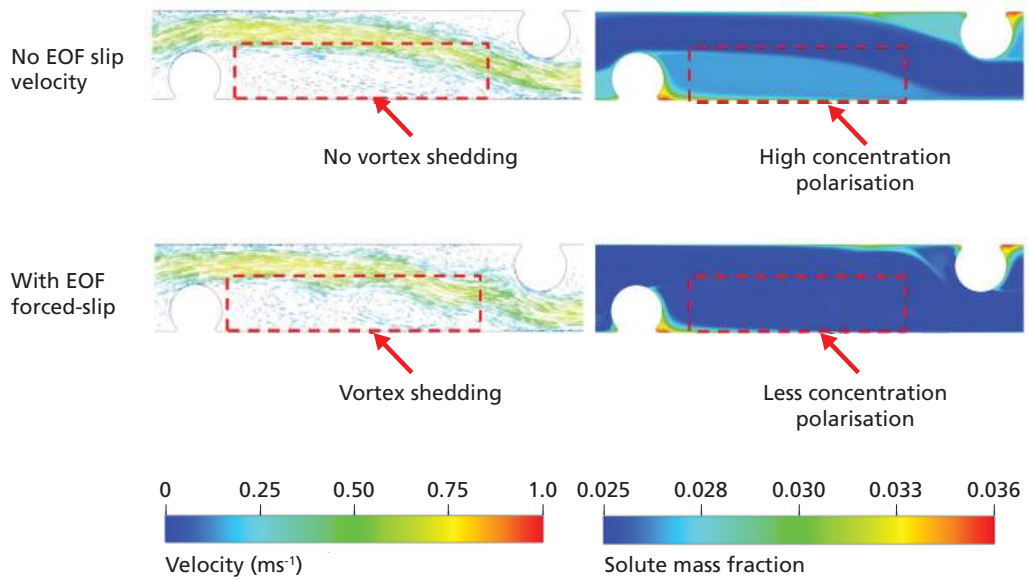 No EOF slip
velocity
No vortex shedding
High concentration
polarisation
With EOF
forced-slip
Vortex shedding
Less concentration
polarisation
0 0.25 0.50 0.75 1.0
Velocity (ms⁻¹)
0.025 0.028 0.030 0.033 0.036
Solute mass fraction